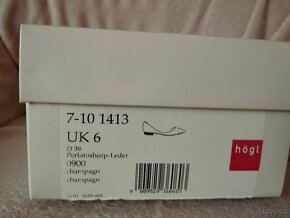 7-10 1413
UK 6
D 39
Perlatosheep-Leder
0900
champagn
champagn
högl